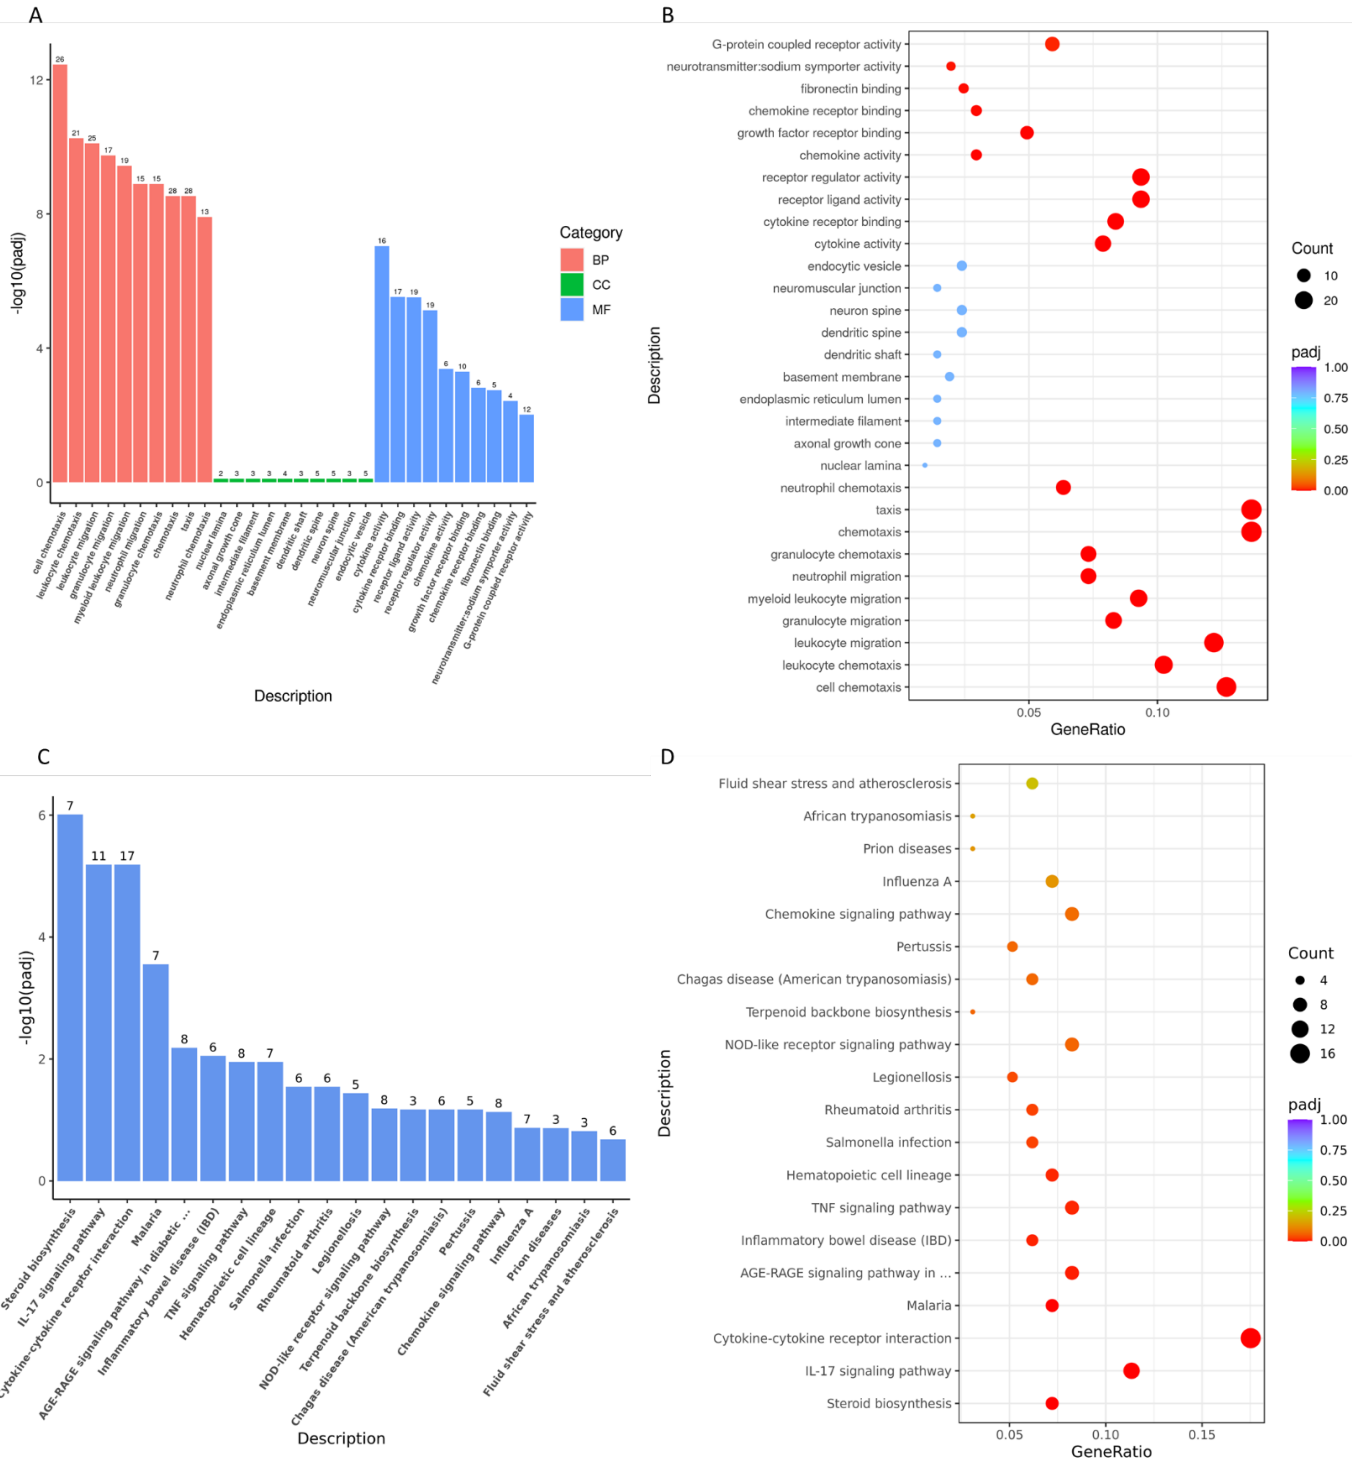 A
-log10(padj)
12
8
4
0
26
21
25
17
19
15
15
28
28
13
2
3
3
3
4
3
5
5
3
5
16
17
19
19
6
10
6
5
4
12
cell chemotaxis
leukocyte chemotaxis
leukocyte migration
granulocyte migration
myeloid leukocyte migration
neutrophil migration
granulocyte chemotaxis
chemotaxis
taxis
neutrophil chemotaxis
nuclear lamina
axonal growth cone
intermediate filament
endoplasmic reticulum lumen
basement membrane
dendritic shaft
dendritic spine
neuron spine
neuromuscular junction
endocytic vesicle
cytokine activity
cytokine receptor binding
receptor ligand activity
receptor regulator activity
chemokine activity
growth factor receptor binding
chemokine receptor binding
fibronectin binding
neurotransmitter:sodium symporter activity
G-protein coupled receptor activity
Description
Category
BP
CC
MF
B
Description
G-protein coupled receptor activity
neurotransmitter:sodium symporter activity
fibronectin binding
chemokine receptor binding
growth factor receptor binding
chemokine activity
receptor regulator activity
receptor ligand activity
cytokine receptor binding
cytokine activity
endocytic vesicle
neuromuscular junction
neuron spine
dendritic spine
dendritic shaft
basement membrane
endoplasmic reticulum lumen
intermediate filament
axonal growth cone
nuclear lamina
neutrophil chemotaxis
taxis
chemotaxis
granulocyte chemotaxis
neutrophil migration
myeloid leukocyte migration
granulocyte migration
leukocyte migration
leukocyte chemotaxis
cell chemotaxis
0.05
0.10
GeneRatio
Count
10
20
padj
1.00
0.75
0.50
0.25
0.00
C
-log10(padj)
6
4
2
0
7
11
17
7
8
6
8
7
6
6
5
8
3
6
5
8
7
3
3
6
Steroid biosynthesis
IL-17 signaling pathway
Cytokine-cytokine receptor interaction
Malaria
AGE-RAGE signaling pathway in diabetic ...
Inflammatory bowel disease (IBD)
TNF signaling pathway
Hematopoietic cell lineage
Salmonella infection
Rheumatoid arthritis
Legionellosis
NOD-like receptor signaling pathway
Terpenoid backbone biosynthesis
Chagas disease (American trypanosomiasis)
Pertussis
Chemokine signaling pathway
Influenza A
Prion diseases
African trypanosomiasis
Fluid shear stress and atherosclerosis
Description
D
Description
Fluid shear stress and atherosclerosis
African trypanosomiasis
Prion diseases
Influenza A
Chemokine signaling pathway
Pertussis
Chagas disease (American trypanosomiasis)
Terpenoid backbone biosynthesis
NOD-like receptor signaling pathway
Legionellosis
Rheumatoid arthritis
Salmonella infection
Hematopoietic cell lineage
TNF signaling pathway
Inflammatory bowel disease (IBD)
AGE-RAGE signaling pathway in ...
Malaria
Cytokine-cytokine receptor interaction
IL-17 signaling pathway
Steroid biosynthesis
0.05
0.10
0.15
GeneRatio
Count
4
8
12
16
padj
1.00
0.75
0.50
0.25
0.00